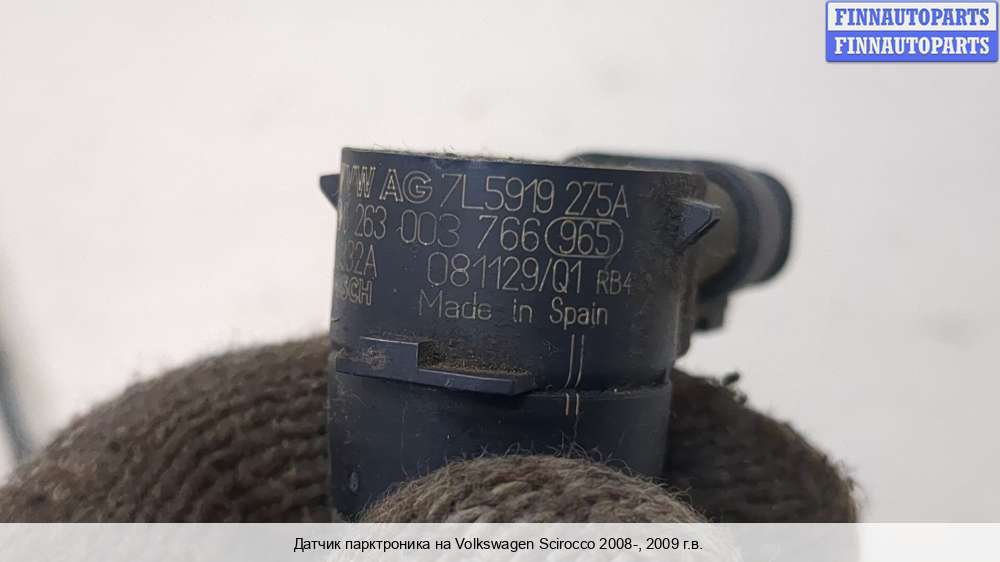 FINNAUTOPARTS
FINNAUTOPARTS
AG 7L5919 275A
263 003 766 965
081129/Q1 RB4
Made in Spain
Датчик парктроника на Volkswagen Scirocco 2008-, 2009 г.в.